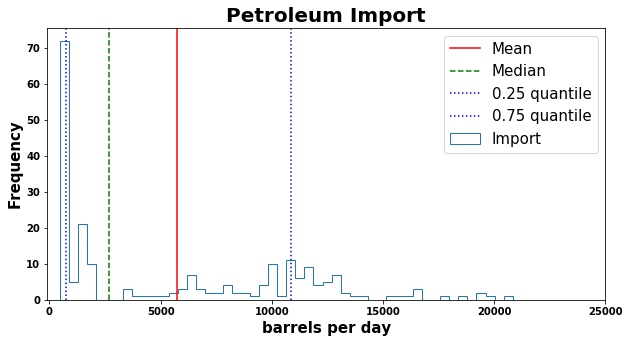 Petroleum Import
Frequency
70
60
50
40
30
20
10
0
Mean
Median
0.25 quantile
0.75 quantile
Import
0 5000 10000 15000 20000 25000
barrels per day